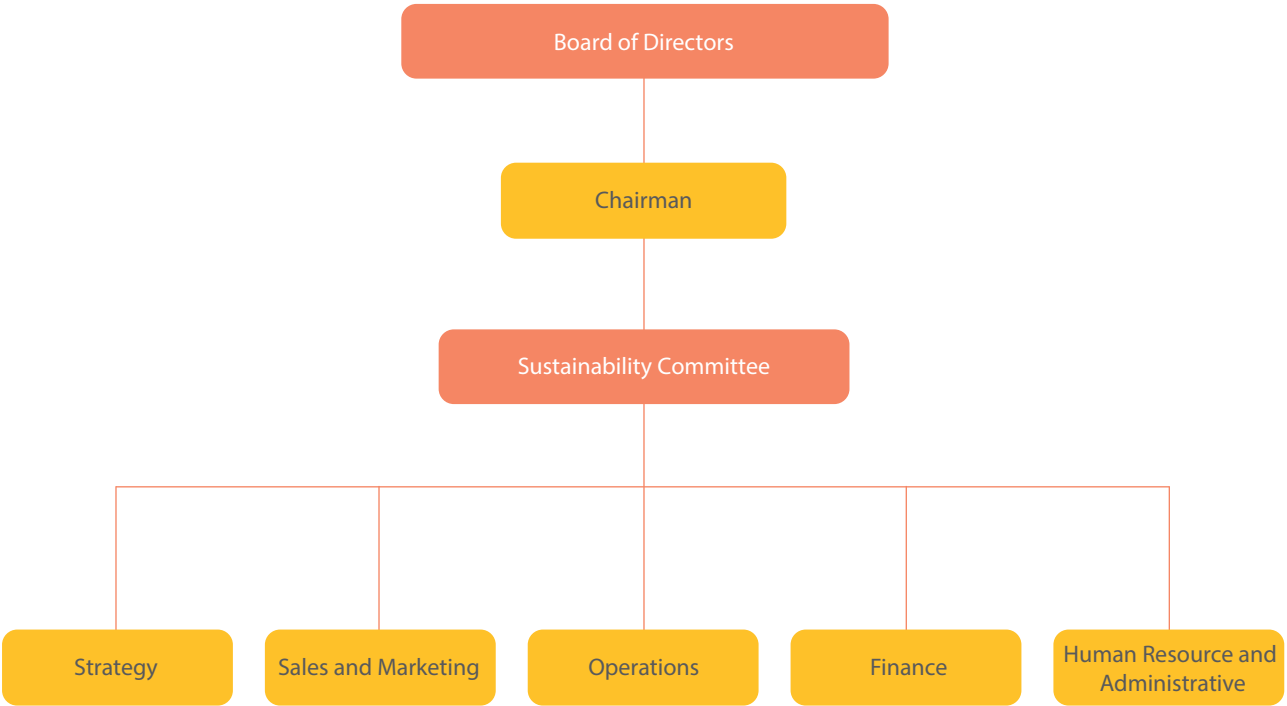 Board of Directors
Chairman
Sustainability Committee
Strategy
Sales and Marketing
Operations
Finance
Human Resource and
Administrative